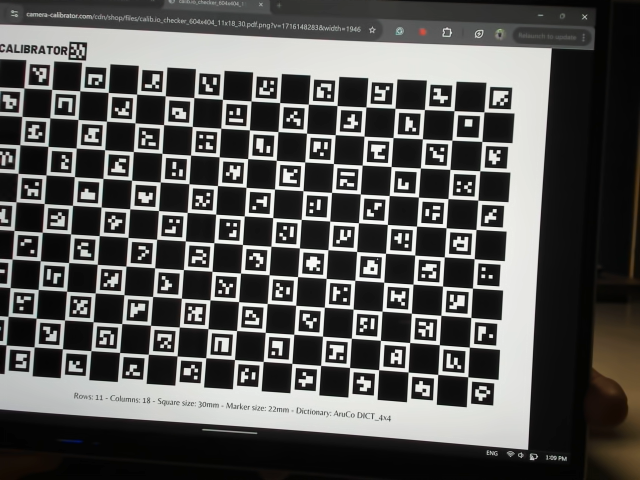 calib.io_checker_604x404_1
camera-calibrator.com/cdn/shop/files/calib.io_checker_604x404_11x18_30.pdf.png?v=1716148283&width=1946
Relaunch to update
CALIBRATOR
Rows: 11 - Columns: 18 - Square size: 30mm - Marker size: 22mm - Dictionary: AruCo DICT_4x4
ENG
1:09 PM